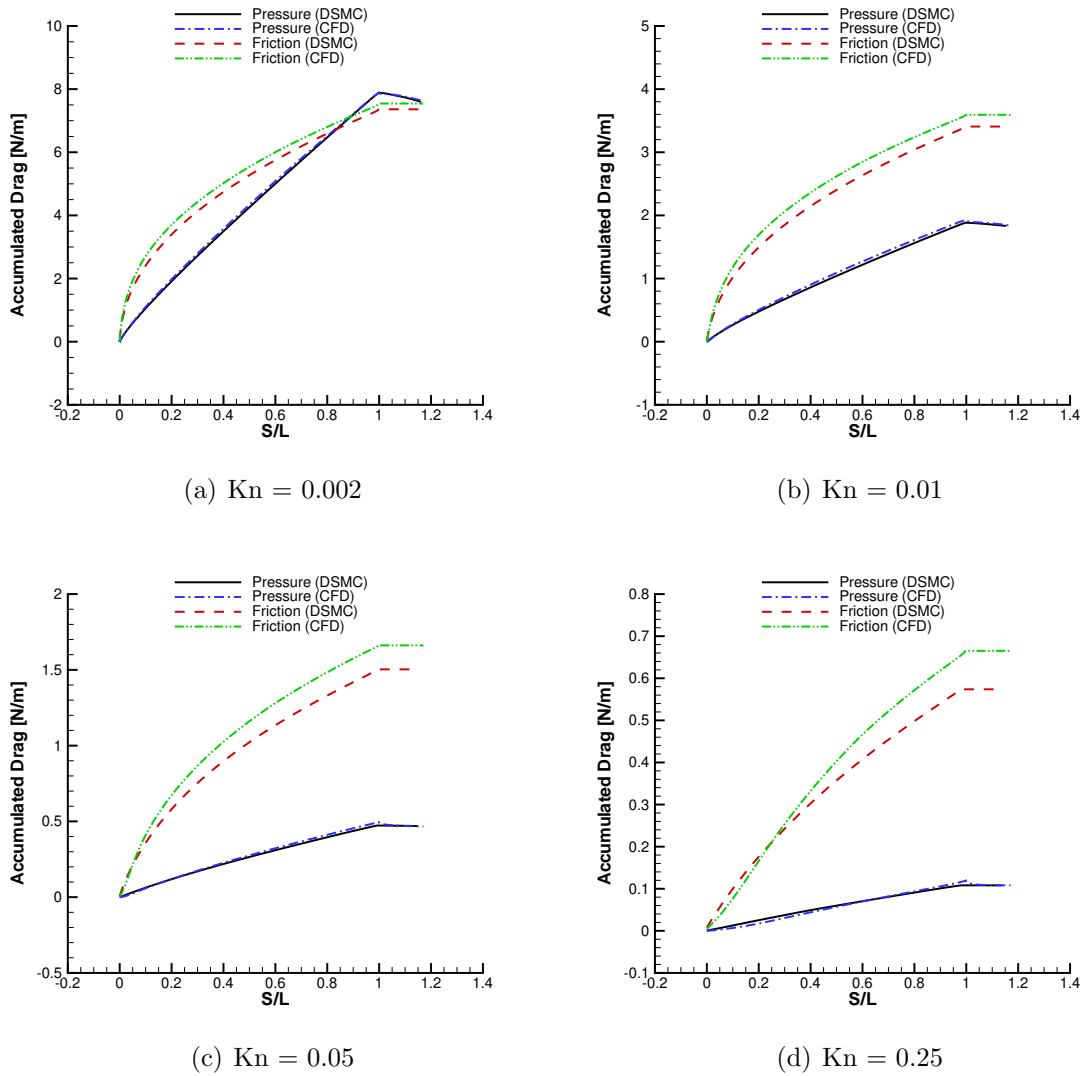 Pressure (DSMC)
Pressure (CFD)
Friction (DSMC)
Friction (CFD)
Accumulated Drag [N/m]
10
8
6
4
2
0
-2
-0.2 0 0.2 0.4 0.6 0.8 1 1.2 1.4
S/L
(a) Kn = 0.002
Pressure (DSMC)
Pressure (CFD)
Friction (DSMC)
Friction (CFD)
Accumulated Drag [N/m]
5
4
3
2
1
0
-1
-0.2 0 0.2 0.4 0.6 0.8 1 1.2 1.4
S/L
(b) Kn = 0.01
Pressure (DSMC)
Pressure (CFD)
Friction (DSMC)
Friction (CFD)
Accumulated Drag [N/m]
2
1.5
1
0.5
0
-0.5
-0.2 0 0.2 0.4 0.6 0.8 1 1.2 1.4
S/L
(c) Kn = 0.05
Pressure (DSMC)
Pressure (CFD)
Friction (DSMC)
Friction (CFD)
Accumulated Drag [N/m]
0.8
0.7
0.6
0.5
0.4
0.3
0.2
0.1
0
-0.1
-0.2 0 0.2 0.4 0.6 0.8 1 1.2 1.4
S/L
(d) Kn = 0.25